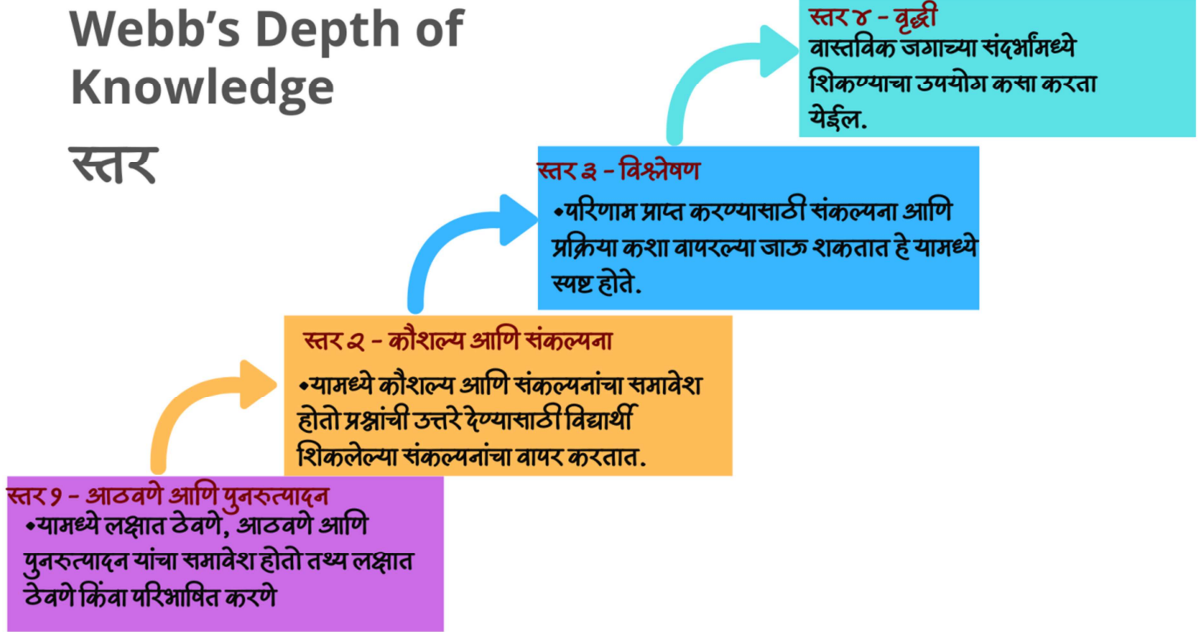 Webb’s Depth of
Knowledge
स्तर
स्तर ४ - वृद्धी
वास्तविक जगाच्या संदर्भांमध्ये
शिकण्याचा उपयोग कसा करता
येईल.
स्तर ३ - विश्लेषण
•परिणाम प्राप्त करण्यासाठी संकल्पना आणि
प्रक्रिया कशा वापरल्या जाऊ शकतात हे यामध्ये
स्पष्ट होते.
स्तर २ - कौशल्य आणि संकल्पना
•यामध्ये कौशल्य आणि संकल्पनांचा समावेश
होतो प्रश्नांची उत्तरे देण्यासाठी विद्यार्थी
शिकलेल्या संकल्पनांचा वापर करतात.
स्तर १ - आठवणे आणि पुनरुत्पादन
•यामध्ये लक्षात ठेवणे, आठवणे आणि
पुनरुत्पादन यांचा समावेश होतो तथ्य लक्षात
ठेवणे किंवा परिभाषित करणे